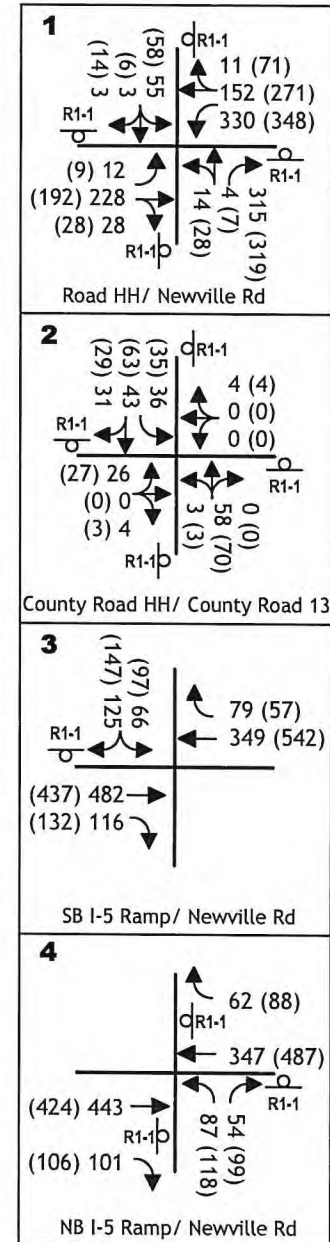 1
R1-1
(58) 55
(6) 3
(14) 3
11 (71)
152 (271)
330 (348)
R1-1
(9) 12
(192) 228
(28) 28
14 (28)
4 (7)
315 (319)
R1-1
R1-1
Road HH/ Newville Rd
2
R1-1
(35) 36
(63) 43
(29) 31
4 (4)
0 (0)
0 (0)
R1-1
(27) 26
(0) 0
(3) 4
3 (3)
58 (70)
0 (0)
R1-1
R1-1
County Road HH/ County Road 13
3
(97) 66
(147) 125
79 (57)
349 (542)
R1-1
(437) 482
(132) 116
SB I-5 Ramp/ Newville Rd
4
62 (88)
R1-1
347 (487)
(424) 443
R1-1
(106) 101
87 (118)
54 (99)
R1-1
NB I-5 Ramp/ Newville Rd